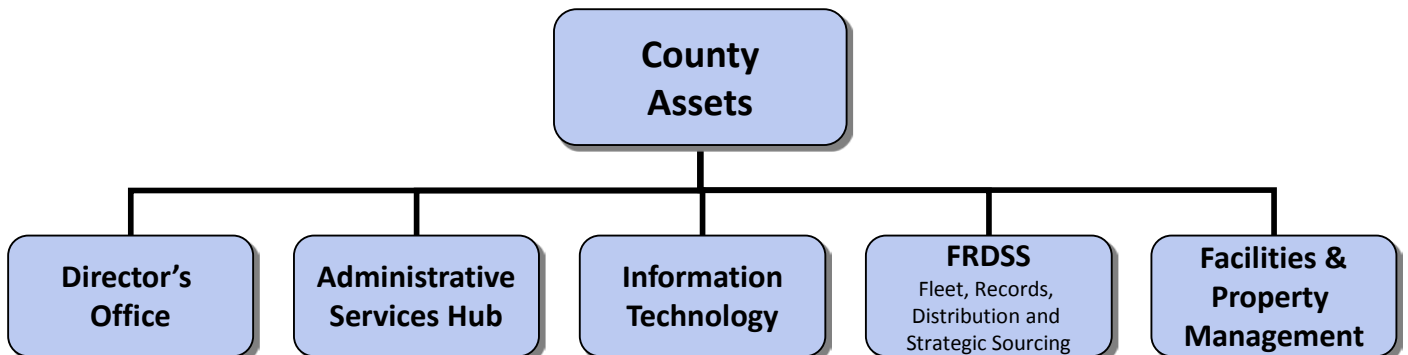 County
Assets
Director’s
Office
Administrative
Services Hub
Information
Technology
FRDSS
Fleet, Records,
Distribution and
Strategic Sourcing
Facilities &
Property
Management